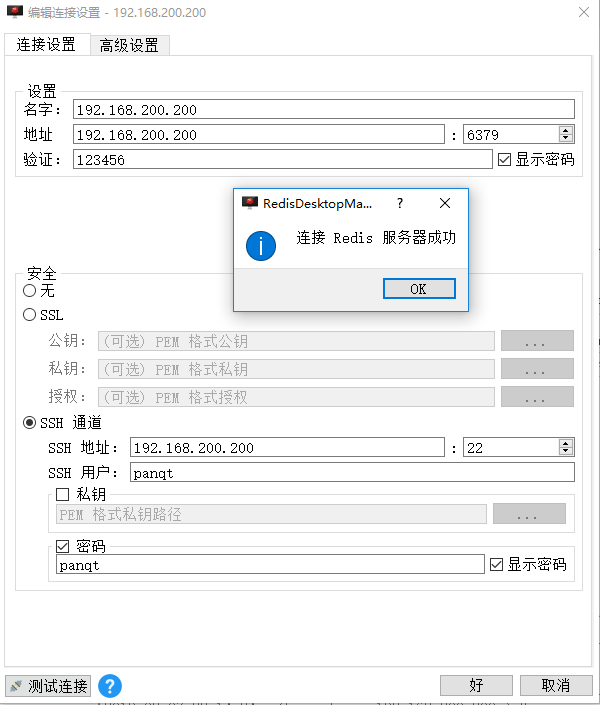 编辑连接设置 - 192.168.200.200
连接设置 高级设置
设置
名字: 192.168.200.200
地址 192.168.200.200 : 6379
验证: 123456 显示密码
RedisDesktopMa... ?
连接 Redis 服务器成功
OK
安全
无
SSL
公钥: (可选) PEM 格式公钥 ...
私钥: (可选) PEM 格式私钥 ...
授权: (可选) PEM 格式授权 ...
SSH 通道
SSH 地址: 192.168.200.200 : 22
SSH 用户: panqt
私钥
PEM 格式私钥路径 ...
密码
panqt 显示密码
测试连接 ? 好 取消